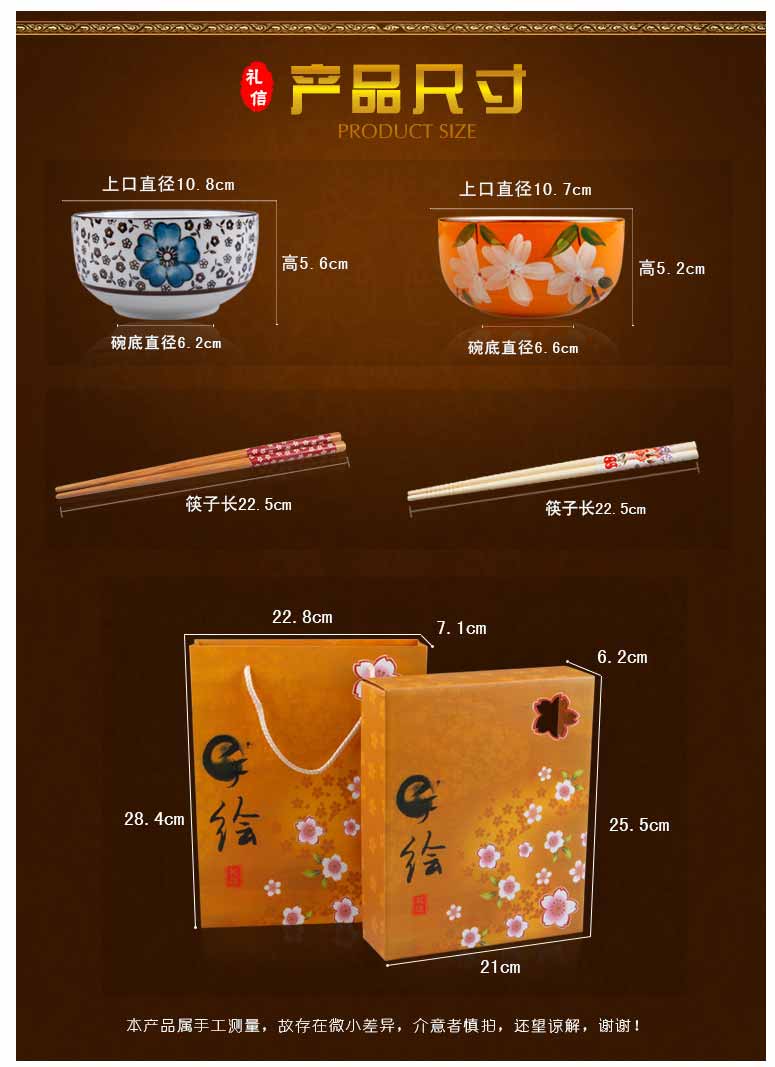 礼信
产品尺寸
PRODUCT SIZE
上口直径10.8cm
上口直径10.7cm
高5.6cm
高5.2cm
碗底直径6.2cm
碗底直径6.6cm
筷子长22.5cm
筷子长22.5cm
22.8cm
7.1cm
6.2cm
28.4cm
25.5cm
21cm
手绘
手绘
本产品属手工测量，故存在微小差异，介意者慎拍，还望谅解，谢谢！